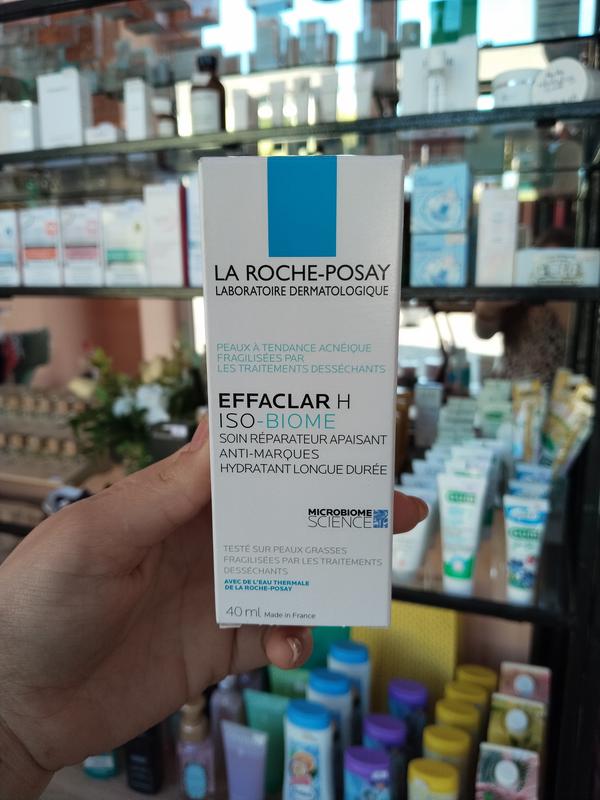 LA ROCHE-POSAY
LABORATOIRE DERMATOLOGIQUE
PEAUX À TENDANCE ACNÉIQUE
FRAGILISÉES PAR
LES TRAITEMENTS DESSÉCHANTS
EFFACLAR H
ISO-BIOME
SOIN RÉPARATEUR APAISANT
ANTI-MARQUES
HYDRATANT LONGUE DURÉE
MICROBIOME
SCIENCE
TESTÉ SUR PEAUX GRASSES
FRAGILISÉES PAR LES TRAITEMENTS
DESSÉCHANTS
AVEC DE L'EAU THERMALE
DE LA ROCHE-POSAY
40 ml Made in France
GUM